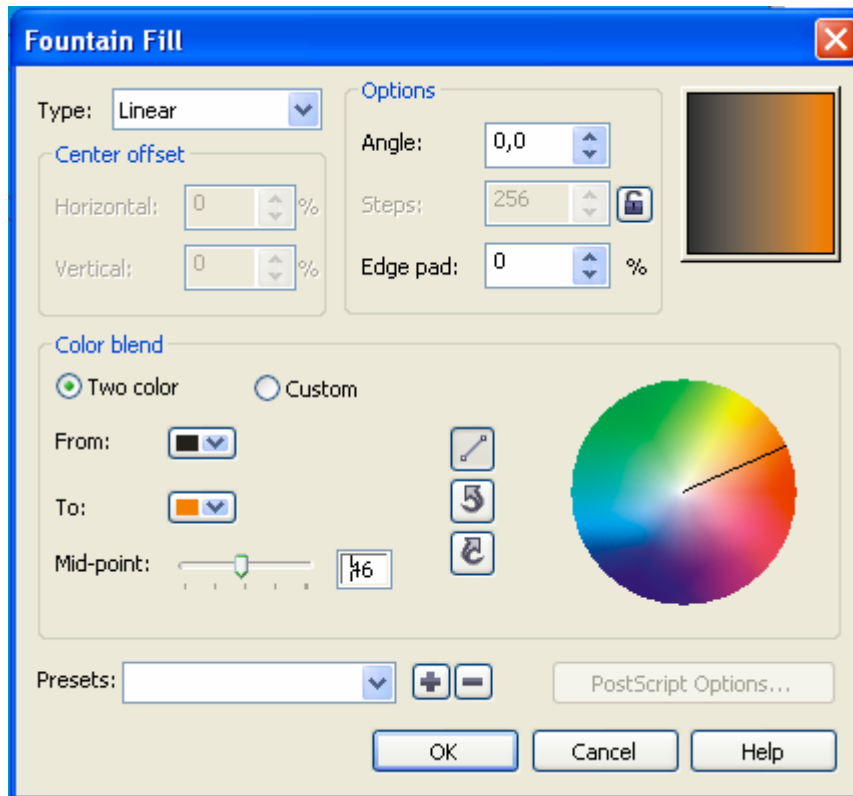 Fountain Fill
Type: Linear
Center offset
Horizontal: 0 %
Vertical: 0 %
Options
Angle: 0,0
Steps: 256
Edge pad: 0 %
Color blend
Two color Custom
From:
To:
Mid-point: 46
Presets:
PostScript Options...
OK Cancel Help